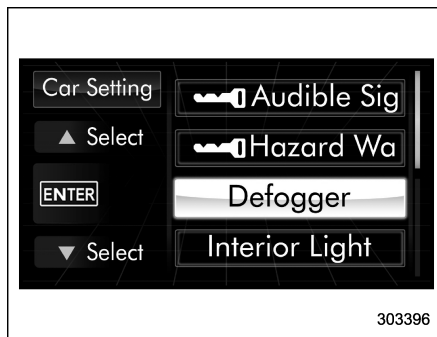 Car Setting
Audible Sig
Select
Hazard Wa
ENTER
Defogger
Select
Interior Light
303396